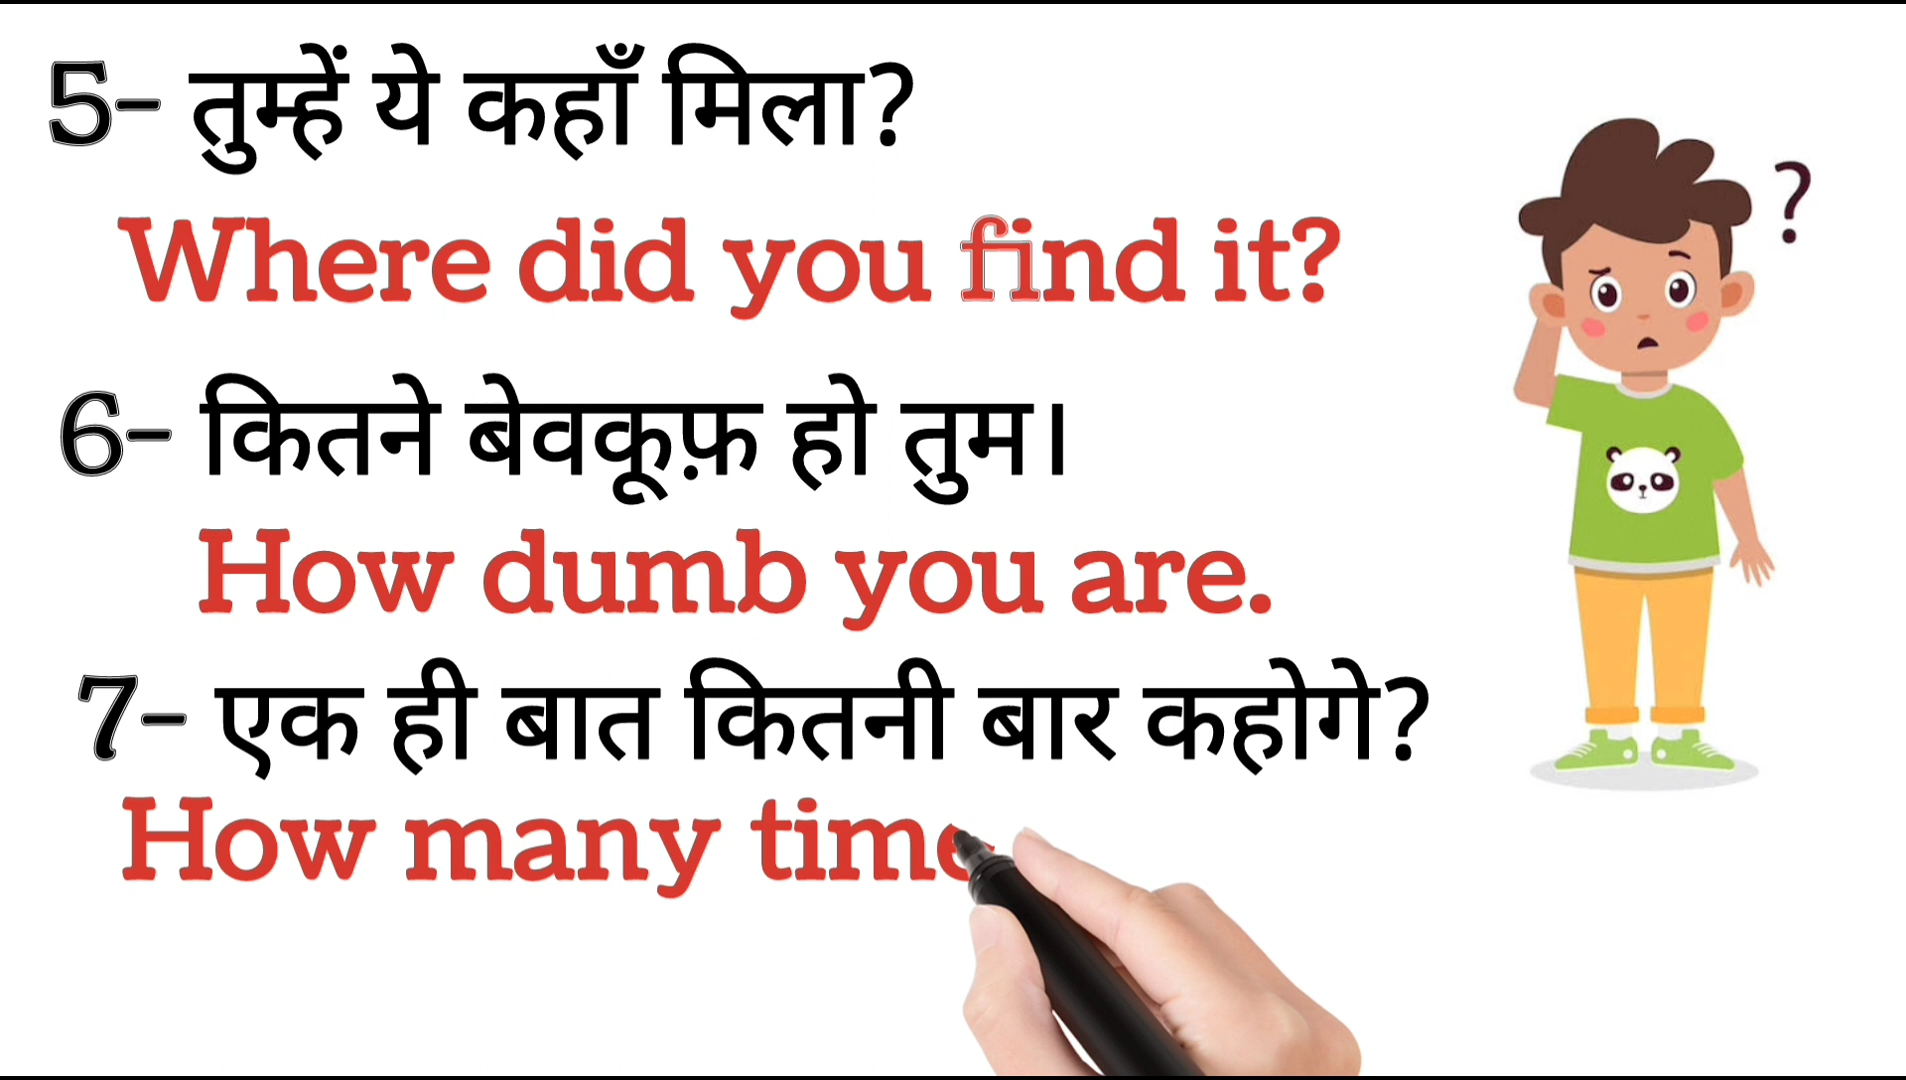 5- तुम्हें ये कहाँ मिला?
Where did you find it?
6- कितने बेवकूफ़ हो तुम।
How dumb you are.
7- एक ही बात कितनी बार कहोगे?
How many time
?